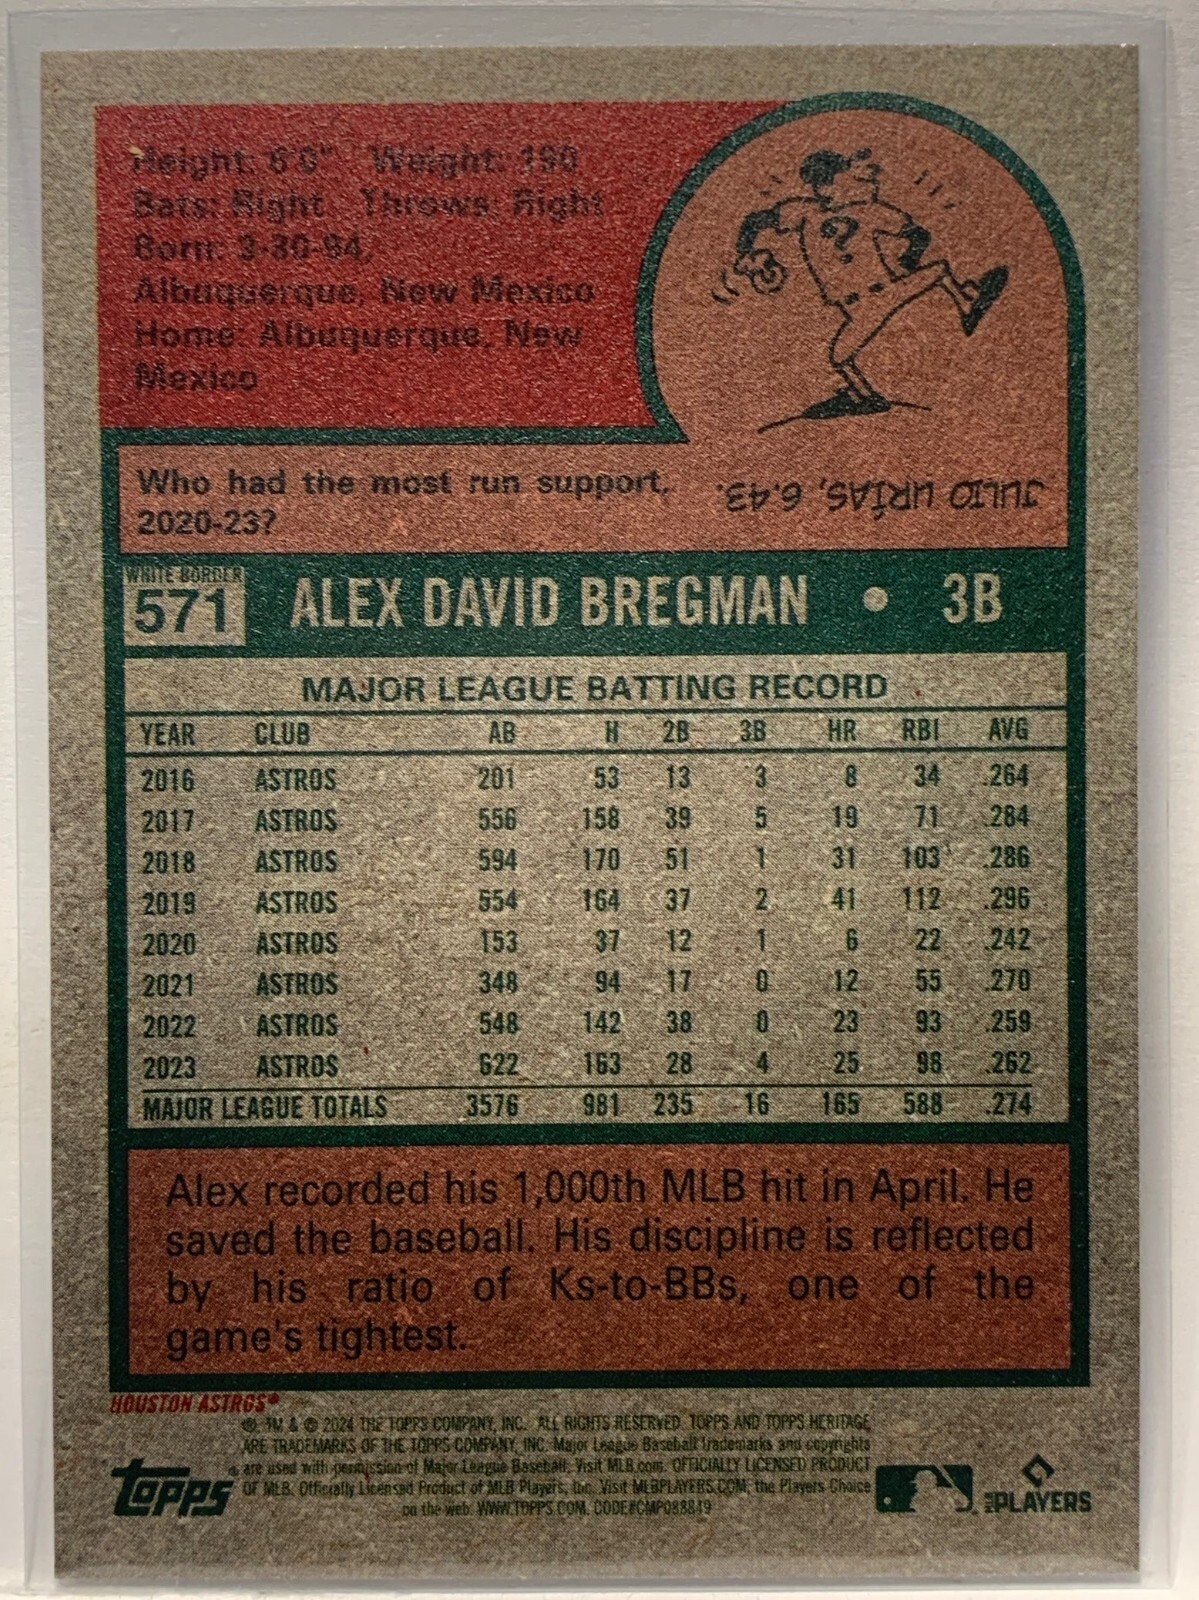 Height: 6'0" Weight: 190
Bats: Right Throws: Right
Born: 3-30-94,
Albuquerque, New Mexico
Home: Albuquerque, New
Mexico
?
Who had the most run support,
2020-23?
JULIO URÍAS, 6.43.
WHITE BORDER
571
ALEX DAVID BREGMAN • 3B
MAJOR LEAGUE BATTING RECORD
YEAR CLUB AB H 2B 3B HR RBI AVG
2016 ASTROS 201 53 13 3 8 34 .264
2017 ASTROS 556 158 39 5 19 71 .284
2018 ASTROS 594 170 51 1 31 103 .286
2019 ASTROS 554 164 37 2 41 112 .296
2020 ASTROS 153 37 12 1 6 22 .242
2021 ASTROS 348 94 17 0 12 55 .270
2022 ASTROS 548 142 38 0 23 93 .259
2023 ASTROS 622 163 28 4 25 98 .262
MAJOR LEAGUE TOTALS 3576 981 235 16 165 588 .274
Alex recorded his 1,000th MLB hit in April. He
saved the baseball. His discipline is reflected
by his ratio of Ks-to-BBs, one of the
game's tightest.
HOUSTON ASTROS®
® TM & © 2024 THE TOPPS COMPANY, INC. ALL RIGHTS RESERVED. TOPPS AND TOPPS HERITAGE
ARE TRADEMARKS OF THE TOPPS COMPANY, INC. Major League Baseball trademarks and copyrights
are used with permission of Major League Baseball. Visit MLB.com. OFFICIALLY LICENSED PRODUCT
OF MLB. Officially Licensed Product of MLB Players, Inc. Visit MLBPLAYERS.COM, the Players Choice
on the web. WWW.TOPPS.COM. CODE#CMP088849
TOPPS®
MLB PLAYERS